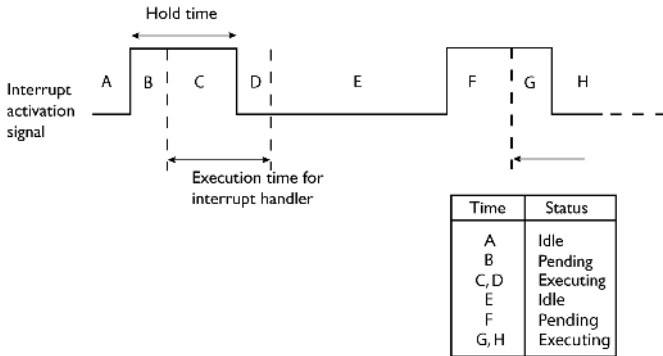 Hold time
A B C D E F G H
Interrupt
activation
signal
Execution time for
interrupt handler
Time Status
A Idle
B Pending
C, D Executing
E Idle
F Pending
G, H Executing